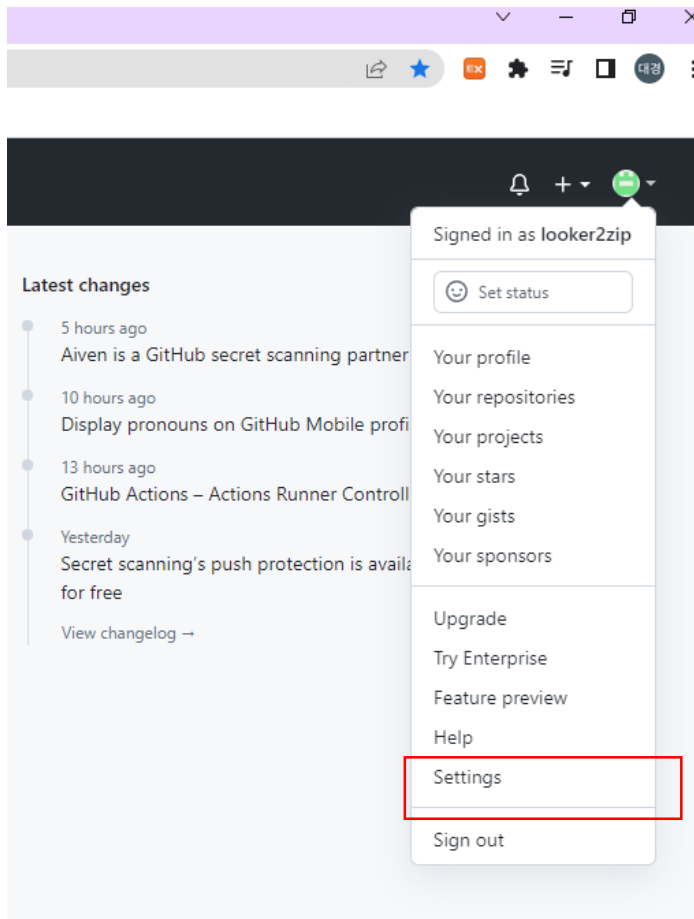 EX
대경
Signed in as looker2zip
Set status
Latest changes
5 hours ago
Aiven is a GitHub secret scanning partner
10 hours ago
Display pronouns on GitHub Mobile profi
13 hours ago
GitHub Actions – Actions Runner Controll
Yesterday
Secret scanning’s push protection is availa
for free
View changelog →
Your profile
Your repositories
Your projects
Your stars
Your gists
Your sponsors
Upgrade
Try Enterprise
Feature preview
Help
Settings
Sign out